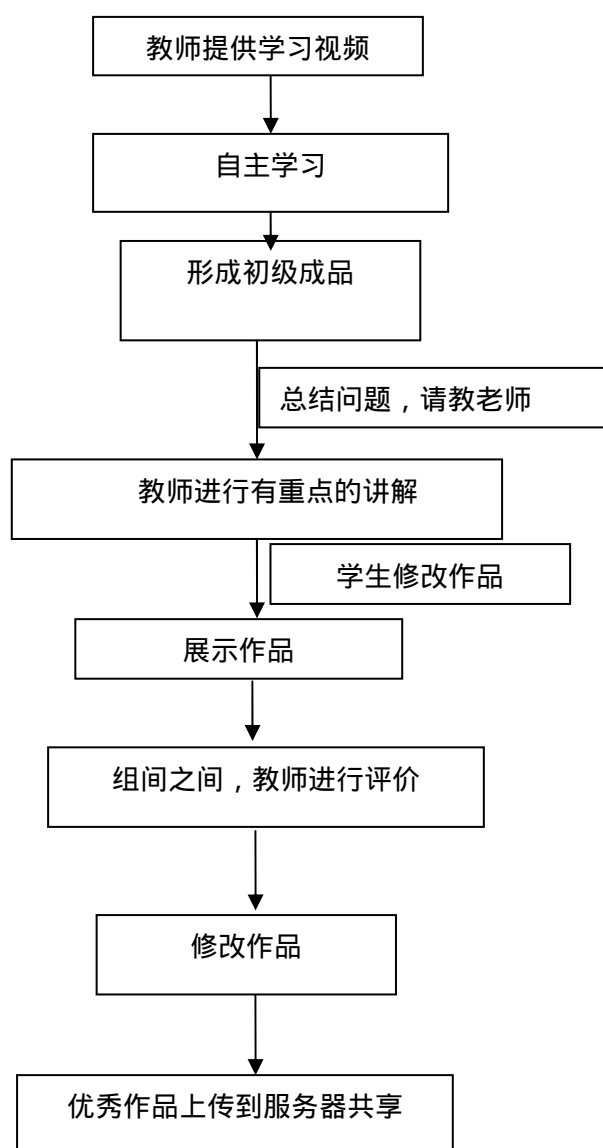 教师提供学习视频
自主学习
形成初级成品
总结问题，请教老师
教师进行有重点的讲解
学生修改作品
展示作品
组间之间，教师进行评价
修改作品
优秀作品上传到服务器共享